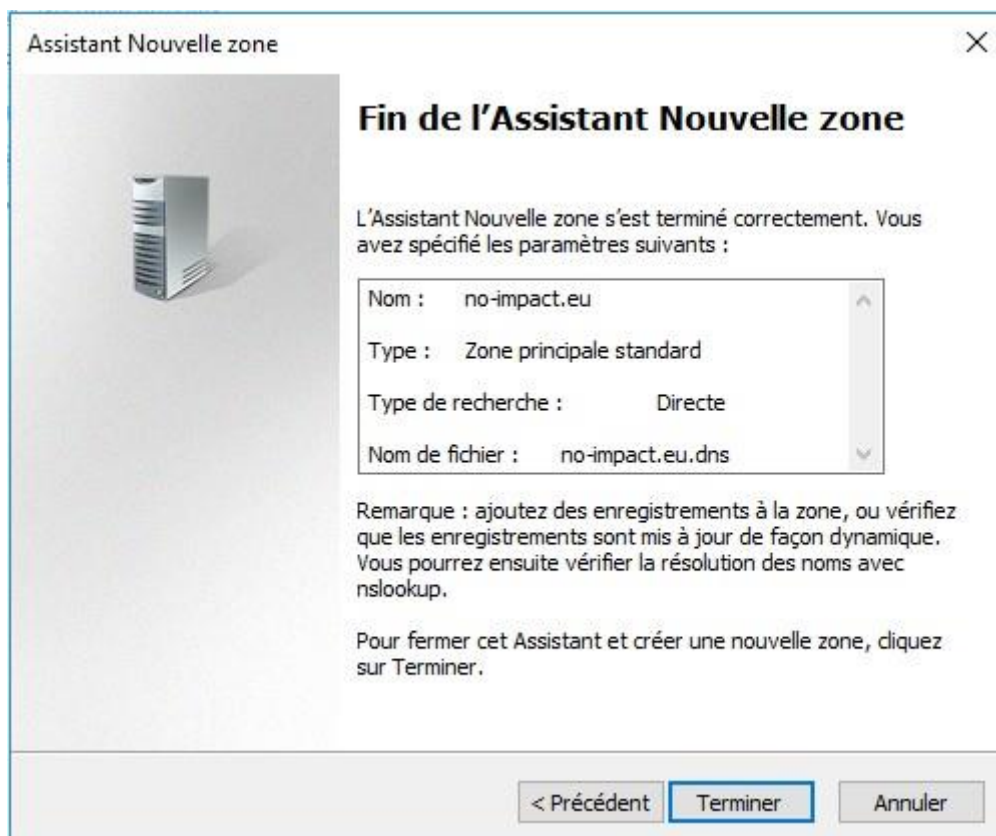 Assistant Nouvelle zone
Fin de l’Assistant Nouvelle zone
L’Assistant Nouvelle zone s’est terminé correctement. Vous
avez spécifié les paramètres suivants :
Nom : no-impact.eu
Type : Zone principale standard
Type de recherche : Directe
Nom de fichier : no-impact.eu.dns
Remarque : ajoutez des enregistrements à la zone, ou vérifiez
que les enregistrements sont mis à jour de façon dynamique.
Vous pourrez ensuite vérifier la résolution des noms avec
nslookup.
Pour fermer cet Assistant et créer une nouvelle zone, cliquez
sur Terminer.
< Précédent Terminer Annuler